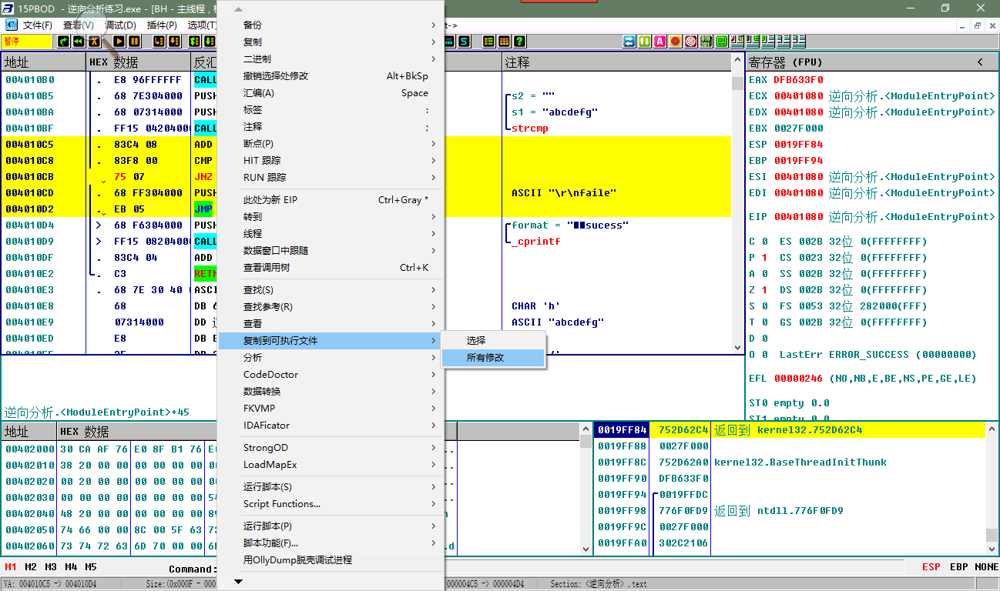 15PBOD - 逆向分析练习.exe - [BH - 主线程，
文件(F) 查看(V) 调试(D) 插件(P) 选项(T) t->
暂停
地址 HEX 数据 反汇 注释
004010B0 . E8 96FFFFFF CALL
004010B5 . 68 7E304000 PUSH s2 = ""
004010BA . 68 07314000 PUSH s1 = "abcdefg"
004010BF . FF15 04204000 CALL strcmp
004010C5 . 83C4 08 ADD
004010C8 . 83F8 00 CMP
004010CB 75 07 JNZ
004010CD . 68 FF304000 PUSH ASCII "\r\nfaile"
004010D2 . EB 05 JMP
004010D4 > 68 F6304000 PUSH format = "■■sucess"
004010D9 > FF15 08204000 CALL _cprintf
004010DF . 83C4 04 ADD
004010E2 . C3 RETN
004010E3 . 68 7E 30 40 ASCI
004010E8 68 DB 6 CHAR 'h'
004010E9 07314000 DD ASCII "abcdefg"
004010ED E8 DB E
逆向分析.<ModuleEntryPoint>+45
备份
复制
二进制
撤销选择处修改 Alt+BkSp
汇编(A) Space
标签 :
注释 ;
断点(P)
HIT 跟踪
RUN 跟踪
此处为新 EIP Ctrl+Gray *
转到
线程
数据窗口中跟随
查看调用树 Ctrl+K
查找(S)
查找参考(R)
查看
复制到可执行文件
分析
CodeDoctor
数据转换
FKVMP
IDAFicator
StrongOD
LoadMapEx
运行脚本(S)
Script Functions...
运行脚本(P)
脚本功能(F)...
用OllyDump脱壳调试进程
选择
所有修改
寄存器 (FPU) <
EAX DFB633F0
ECX 00401080 逆向分析.<ModuleEntryPoint>
EDX 00401080 逆向分析.<ModuleEntryPoint>
EBX 0027F000
ESP 0019FF84
EBP 0019FF94
ESI 00401080 逆向分析.<ModuleEntryPoint>
EDI 00401080 逆向分析.<ModuleEntryPoint>
EIP 00401080 逆向分析.<ModuleEntryPoint>
C 0 ES 002B 32位 0(FFFFFFFF)
P 1 CS 0023 32位 0(FFFFFFFF)
A 0 SS 002B 32位 0(FFFFFFFF)
Z 1 DS 002B 32位 0(FFFFFFFF)
S 0 FS 0053 32位 282000(FFF)
T 0 GS 002B 32位 0(FFFFFFFF)
D 0
O 0 LastErr ERROR_SUCCESS (00000000)
EFL 00000246 (NO,NB,E,BE,NS,PE,GE,LE)
ST0 empty 0.0
ST1 empty 0.0
地址 HEX 数据
00402000 30 CA AF 76 E0 8F B1 76
00402010 38 20 00 00 00 00 00 00
00402020 00 20 00 00 00 00 00 00
00402030 00 00 00 00 00 00 00 00
00402040 48 20 00 00 00 00 00 00
00402050 74 66 00 00 8C 00 5F 63
00402060 73 74 72 63 6D 70 00 00
0019FF84 752D62C4 返回到 kernel32.752D62C4
0019FF88 0027F000
0019FF8C 752D62A0 kernel32.BaseThreadInitThunk
0019FF90 DFB633F0
0019FF94 0019FFDC
0019FF98 776F0FD9 返回到 ntdll.776F0FD9
0019FF9C 0027F000
0019FFA0 302C2106
M1 M2 M3 M4 M5 Command: ESP EBP NONE
VA: 004010C5 -> 004010D4 Size:(0x000F - 000 000004C5 -> 000004D4 Section: <逆向分析>.text